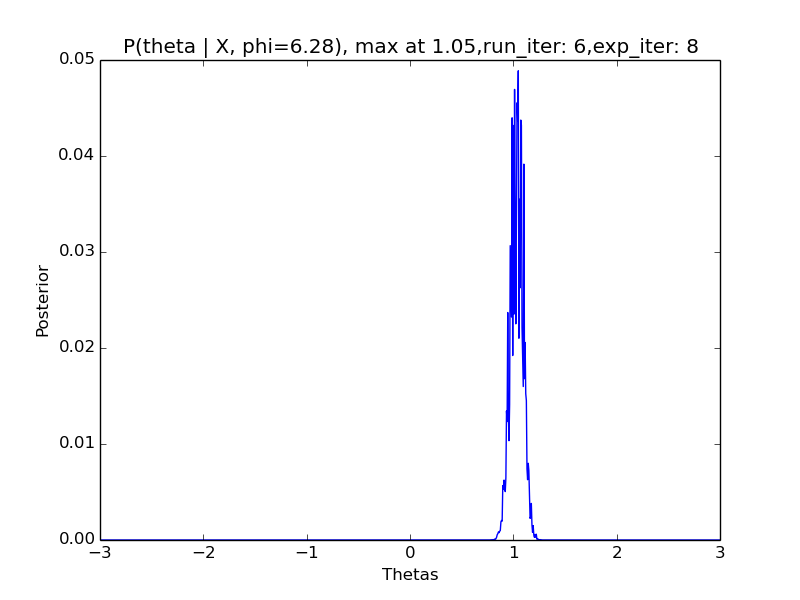 P(theta | X, phi=6.28), max at 1.05,run_iter: 6,exp_iter: 8
0.05
0.04
0.03
0.02
0.01
0.00
Posterior
−3 −2 −1 0 1 2 3
Thetas